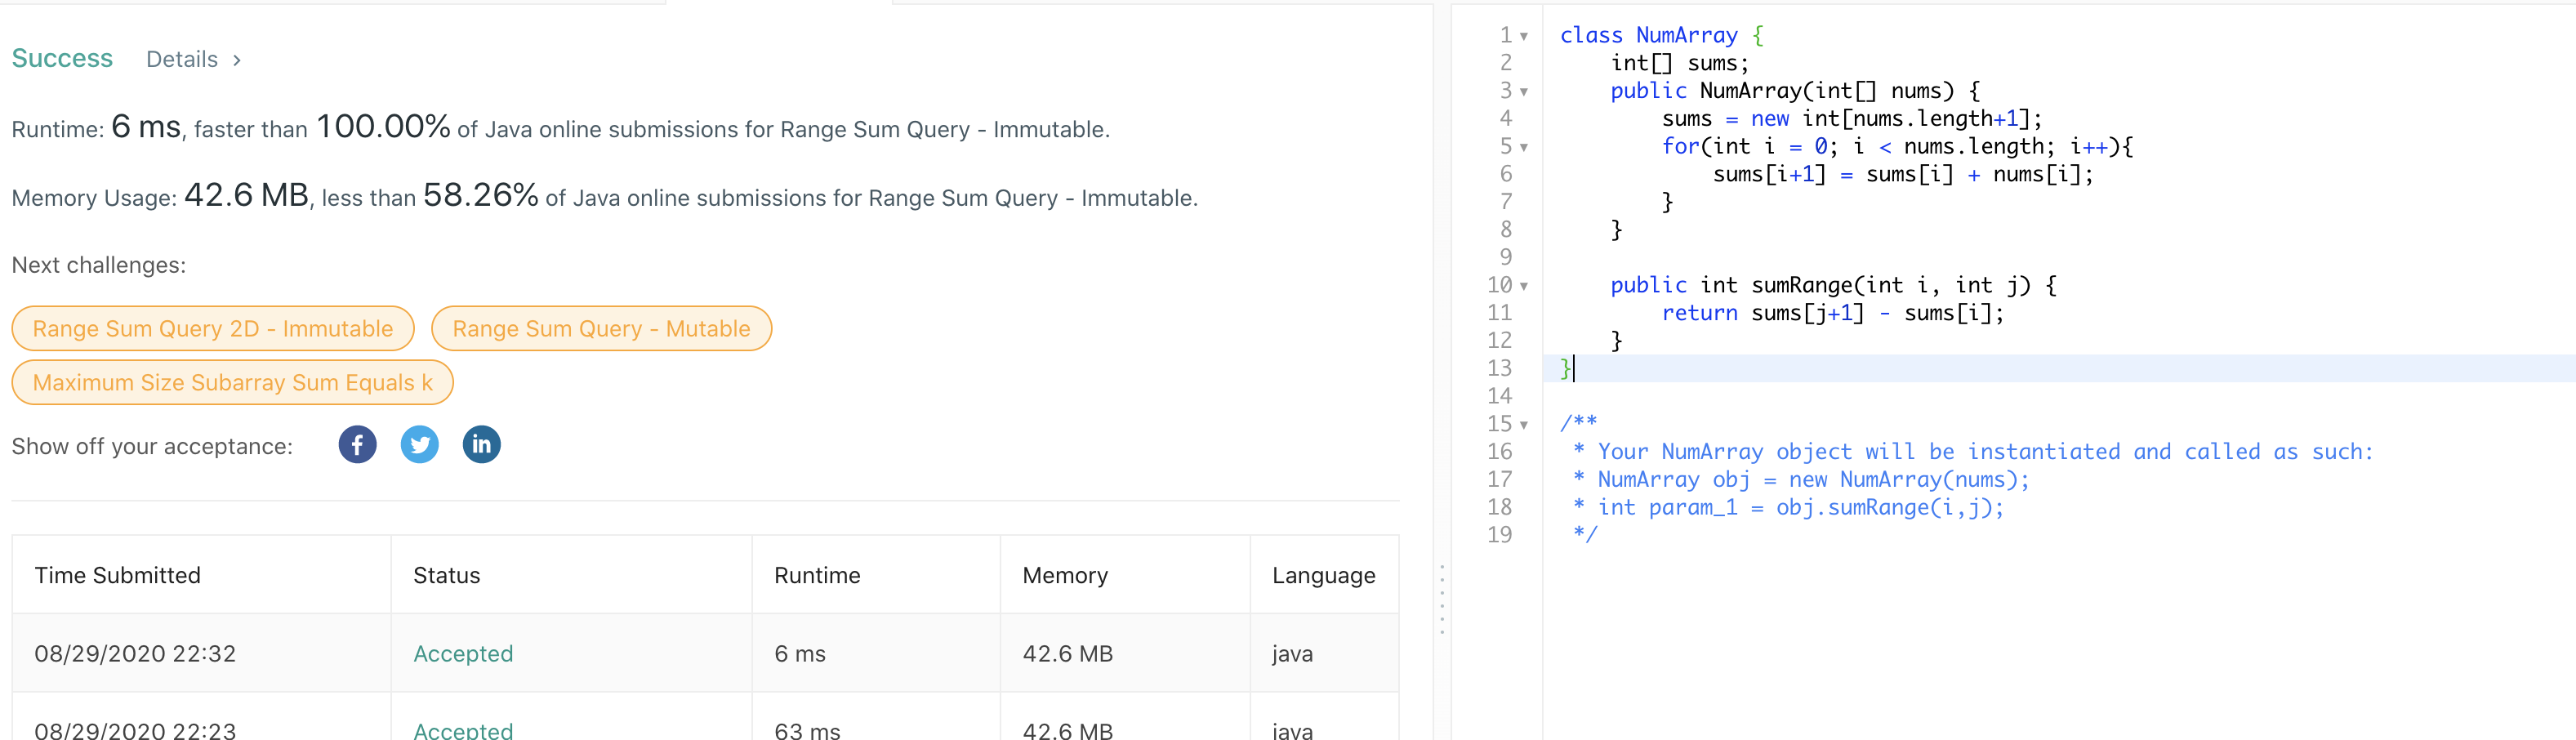 Success Details >
Runtime: 6 ms, faster than 100.00% of Java online submissions for Range Sum Query - Immutable.
Memory Usage: 42.6 MB, less than 58.26% of Java online submissions for Range Sum Query - Immutable.
Next challenges:
Range Sum Query 2D - Immutable Range Sum Query - Mutable
Maximum Size Subarray Sum Equals k
Show off your acceptance: f in
Time Submitted Status Runtime Memory Language
08/29/2020 22:32 Accepted 6 ms 42.6 MB java
08/29/2020 22:23 Accepted 63 ms 42.6 MB java
1 class NumArray {
2     int[] sums;
3     public NumArray(int[] nums) {
4         sums = new int[nums.length+1];
5         for(int i = 0; i < nums.length; i++){
6             sums[i+1] = sums[i] + nums[i];
7         }
8     }
9
10     public int sumRange(int i, int j) {
11         return sums[j+1] - sums[i];
12     }
13 }
14
15 /**
16  * Your NumArray object will be instantiated and called as such:
17  * NumArray obj = new NumArray(nums);
18  * int param_1 = obj.sumRange(i,j);
19  */